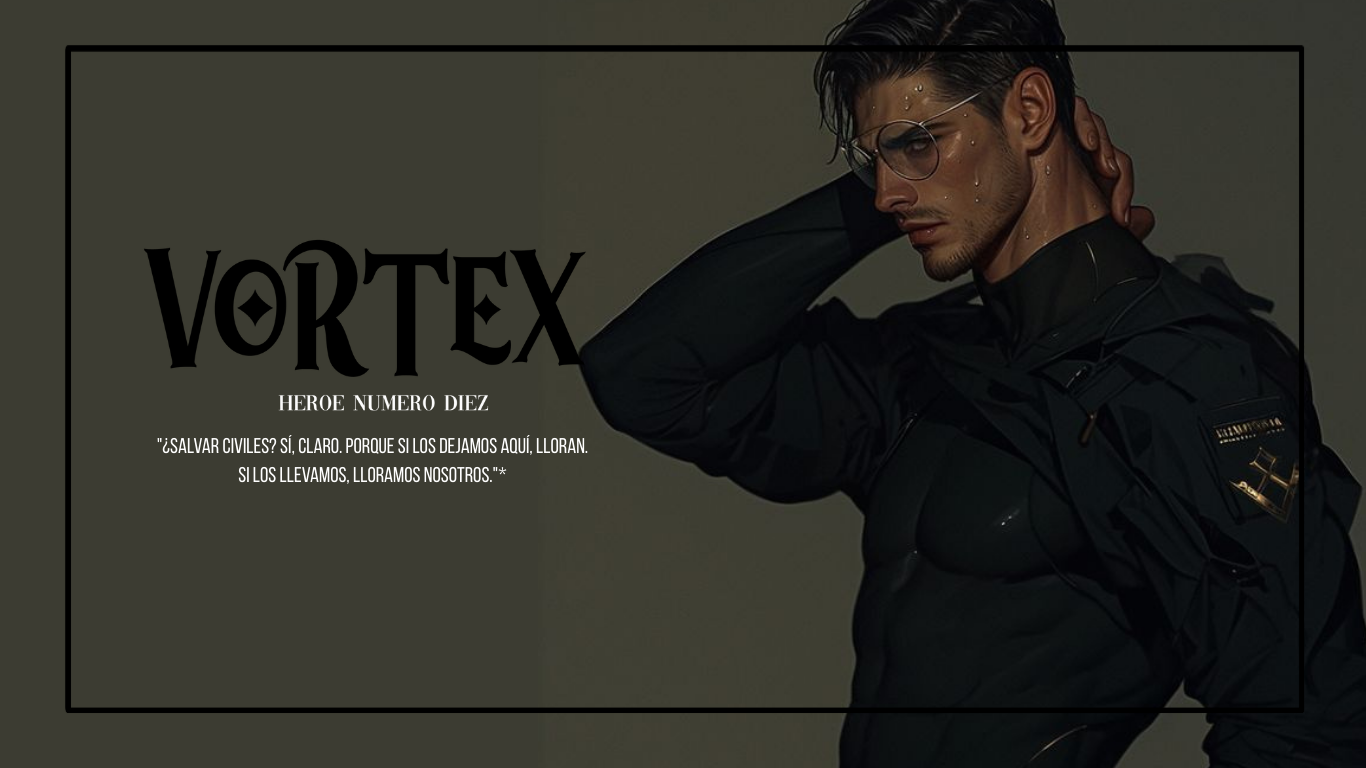 VORTEX
HEROE NUMERO DIEZ
"¿SALVAR CIVILES? SÍ, CLARO. PORQUE SI LOS DEJAMOS AQUÍ, LLORAN.
SI LOS LLEVAMOS, LLORAMOS NOSOTROS."*